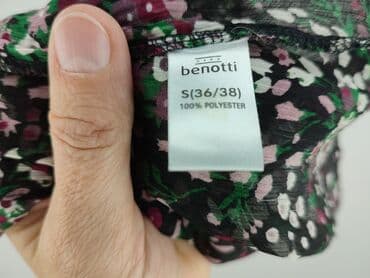 benotti
S(36/38)
100% POLYESTER